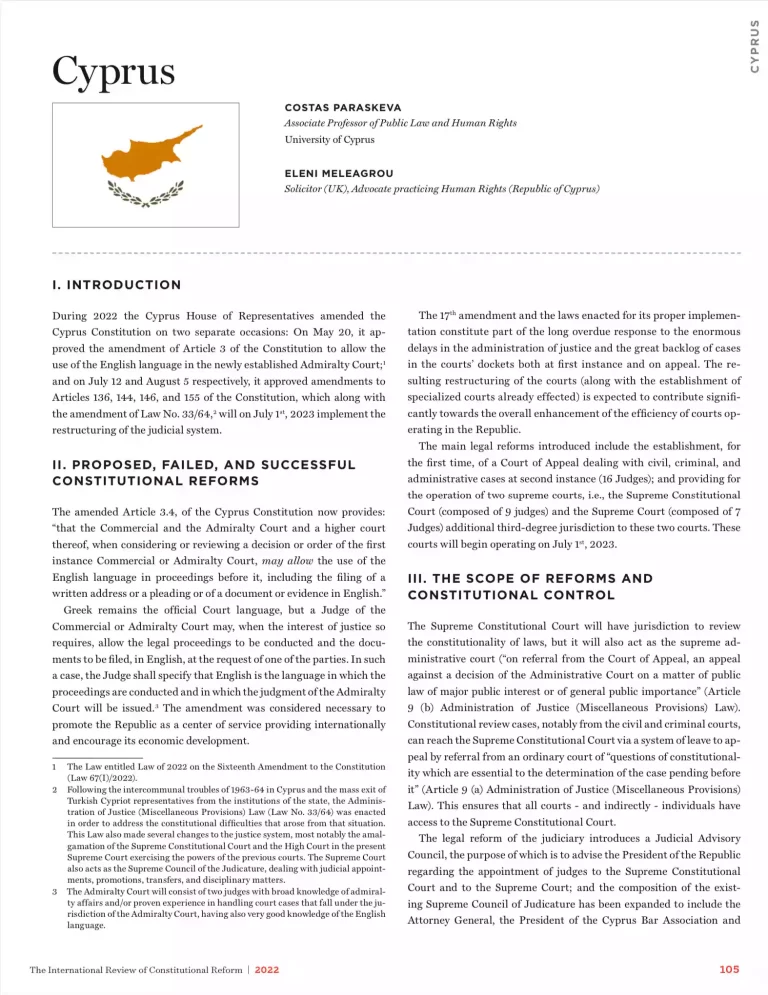 CYPRUS
Cyprus
COSTAS PARASKEVA
Associate Professor of Public Law and Human Rights
University of Cyprus
ELENI MELEAGROU
Solicitor (UK), Advocate practicing Human Rights (Republic of Cyprus)
I. INTRODUCTION
During 2022 the Cyprus House of Representatives amended the
Cyprus Constitution on two separate occasions: On May 20, it ap-
proved the amendment of Article 3 of the Constitution to allow the
use of the English language in the newly established Admiralty Court;1
and on July 12 and August 5 respectively, it approved amendments to
Articles 136, 144, 146, and 155 of the Constitution, which along with
the amendment of Law No. 33/64,2 will on July 1st, 2023 implement the
restructuring of the judicial system.
II. PROPOSED, FAILED, AND SUCCESSFUL
CONSTITUTIONAL REFORMS
The amended Article 3.4, of the Cyprus Constitution now provides:
“that the Commercial and the Admiralty Court and a higher court
thereof, when considering or reviewing a decision or order of the first
instance Commercial or Admiralty Court, may allow the use of the
English language in proceedings before it, including the filing of a
written address or a pleading or of a document or evidence in English.”
Greek remains the official Court language, but a Judge of the
Commercial or Admiralty Court may, when the interest of justice so
requires, allow the legal proceedings to be conducted and the docu-
ments to be filed, in English, at the request of one of the parties. In such
a case, the Judge shall specify that English is the language in which the
proceedings are conducted and in which the judgment of the Admiralty
Court will be issued.3 The amendment was considered necessary to
promote the Republic as a center of service providing internationally
and encourage its economic development.
1 The Law entitled Law of 2022 on the Sixteenth Amendment to the Constitution
(Law 67(I)/2022).
2 Following the intercommunal troubles of 1963-64 in Cyprus and the mass exit of
Turkish Cypriot representatives from the institutions of the state, the Adminis-
tration of Justice (Miscellaneous Provisions) Law (Law No. 33/64) was enacted
in order to address the constitutional difficulties that arose from that situation.
This Law also made several changes to the justice system, most notably the amal-
gamation of the Supreme Constitutional Court and the High Court in the present
Supreme Court exercising the powers of the previous courts. The Supreme Court
also acts as the Supreme Council of the Judicature, dealing with judicial appoint-
ments, promotions, transfers, and disciplinary matters.
3 The Admiralty Court will consist of two judges with broad knowledge of admiral-
ty affairs and/or proven experience in handling court cases that fall under the ju-
risdiction of the Admiralty Court, having also very good knowledge of the English
language.
The 17th amendment and the laws enacted for its proper implemen-
tation constitute part of the long overdue response to the enormous
delays in the administration of justice and the great backlog of cases
in the courts’ dockets both at first instance and on appeal. The re-
sulting restructuring of the courts (along with the establishment of
specialized courts already effected) is expected to contribute signifi-
cantly towards the overall enhancement of the efficiency of courts op-
erating in the Republic.
The main legal reforms introduced include the establishment, for
the first time, of a Court of Appeal dealing with civil, criminal, and
administrative cases at second instance (16 Judges); and providing for
the operation of two supreme courts, i.e., the Supreme Constitutional
Court (composed of 9 judges) and the Supreme Court (composed of 7
Judges) additional third-degree jurisdiction to these two courts. These
courts will begin operating on July 1st, 2023.
III. THE SCOPE OF REFORMS AND
CONSTITUTIONAL CONTROL
The Supreme Constitutional Court will have jurisdiction to review
the constitutionality of laws, but it will also act as the supreme ad-
ministrative court (“on referral from the Court of Appeal, an appeal
against a decision of the Administrative Court on a matter of public
law of major public interest or of general public importance” (Article
9 (b) Administration of Justice (Miscellaneous Provisions) Law).
Constitutional review cases, notably from the civil and criminal courts,
can reach the Supreme Constitutional Court via a system of leave to ap-
peal by referral from an ordinary court of “questions of constitutional-
ity which are essential to the determination of the case pending before
it” (Article 9 (a) Administration of Justice (Miscellaneous Provisions)
Law). This ensures that all courts - and indirectly - individuals have
access to the Supreme Constitutional Court.
The legal reform of the judiciary introduces a Judicial Advisory
Council, the purpose of which is to advise the President of the Republic
regarding the appointment of judges to the Supreme Constitutional
Court and to the Supreme Court; and the composition of the exist-
ing Supreme Council of Judicature has been expanded to include the
Attorney General, the President of the Cyprus Bar Association and
The International Review of Constitutional Reform | 2022
105